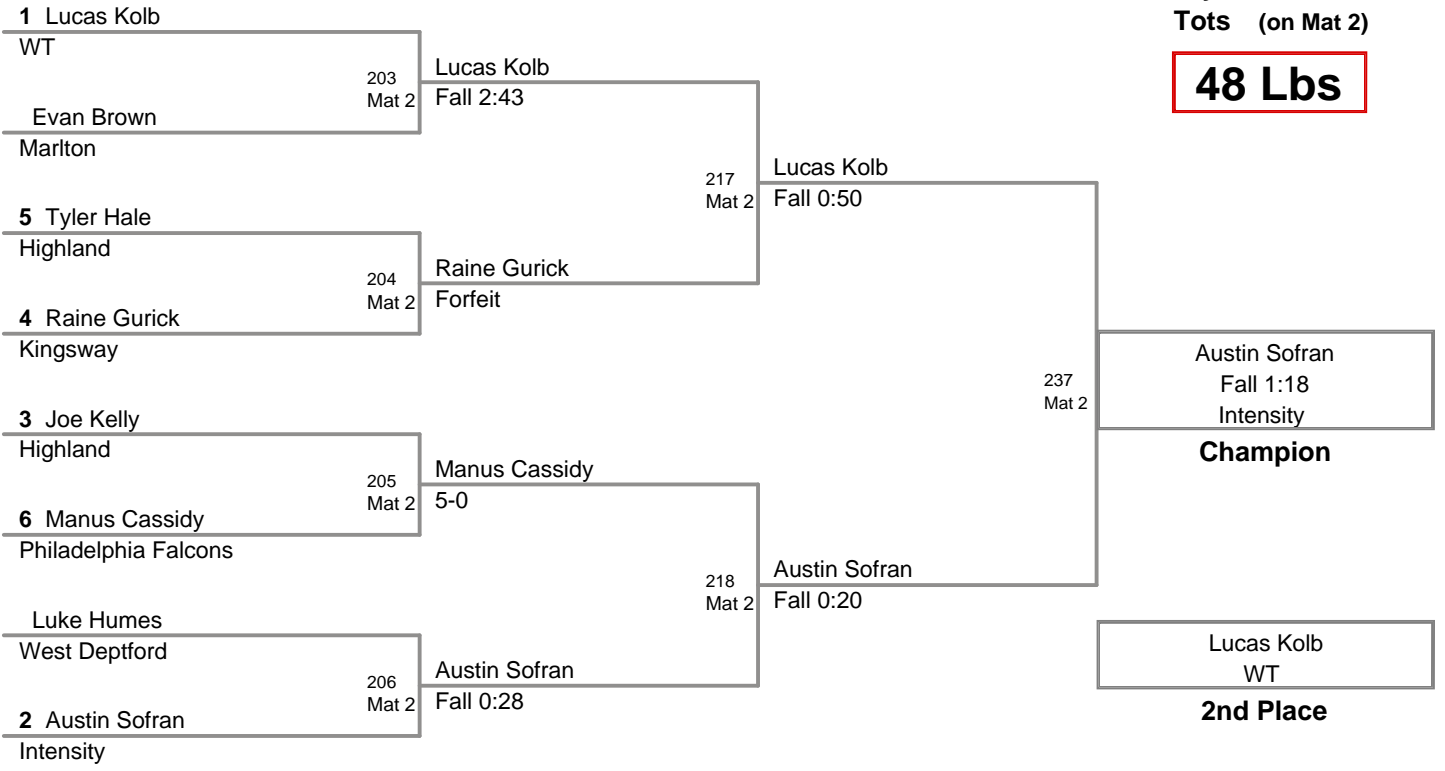 Tots (on Mat 2)
48 Lbs
1 Lucas Kolb
WT
203
Mat 2
Lucas Kolb
Fall 2:43
Evan Brown
Marlton
217
Mat 2
Lucas Kolb
Fall 0:50
5 Tyler Hale
Highland
204
Mat 2
Raine Gurick
Forfeit
4 Raine Gurick
Kingsway
237
Mat 2
Austin Sofran
Fall 1:18
Intensity
Champion
3 Joe Kelly
Highland
205
Mat 2
Manus Cassidy
5-0
6 Manus Cassidy
Philadelphia Falcons
218
Mat 2
Austin Sofran
Fall 0:20
Luke Humes
West Deptford
206
Mat 2
Austin Sofran
Fall 0:28
2 Austin Sofran
Intensity
Lucas Kolb
WT
2nd Place